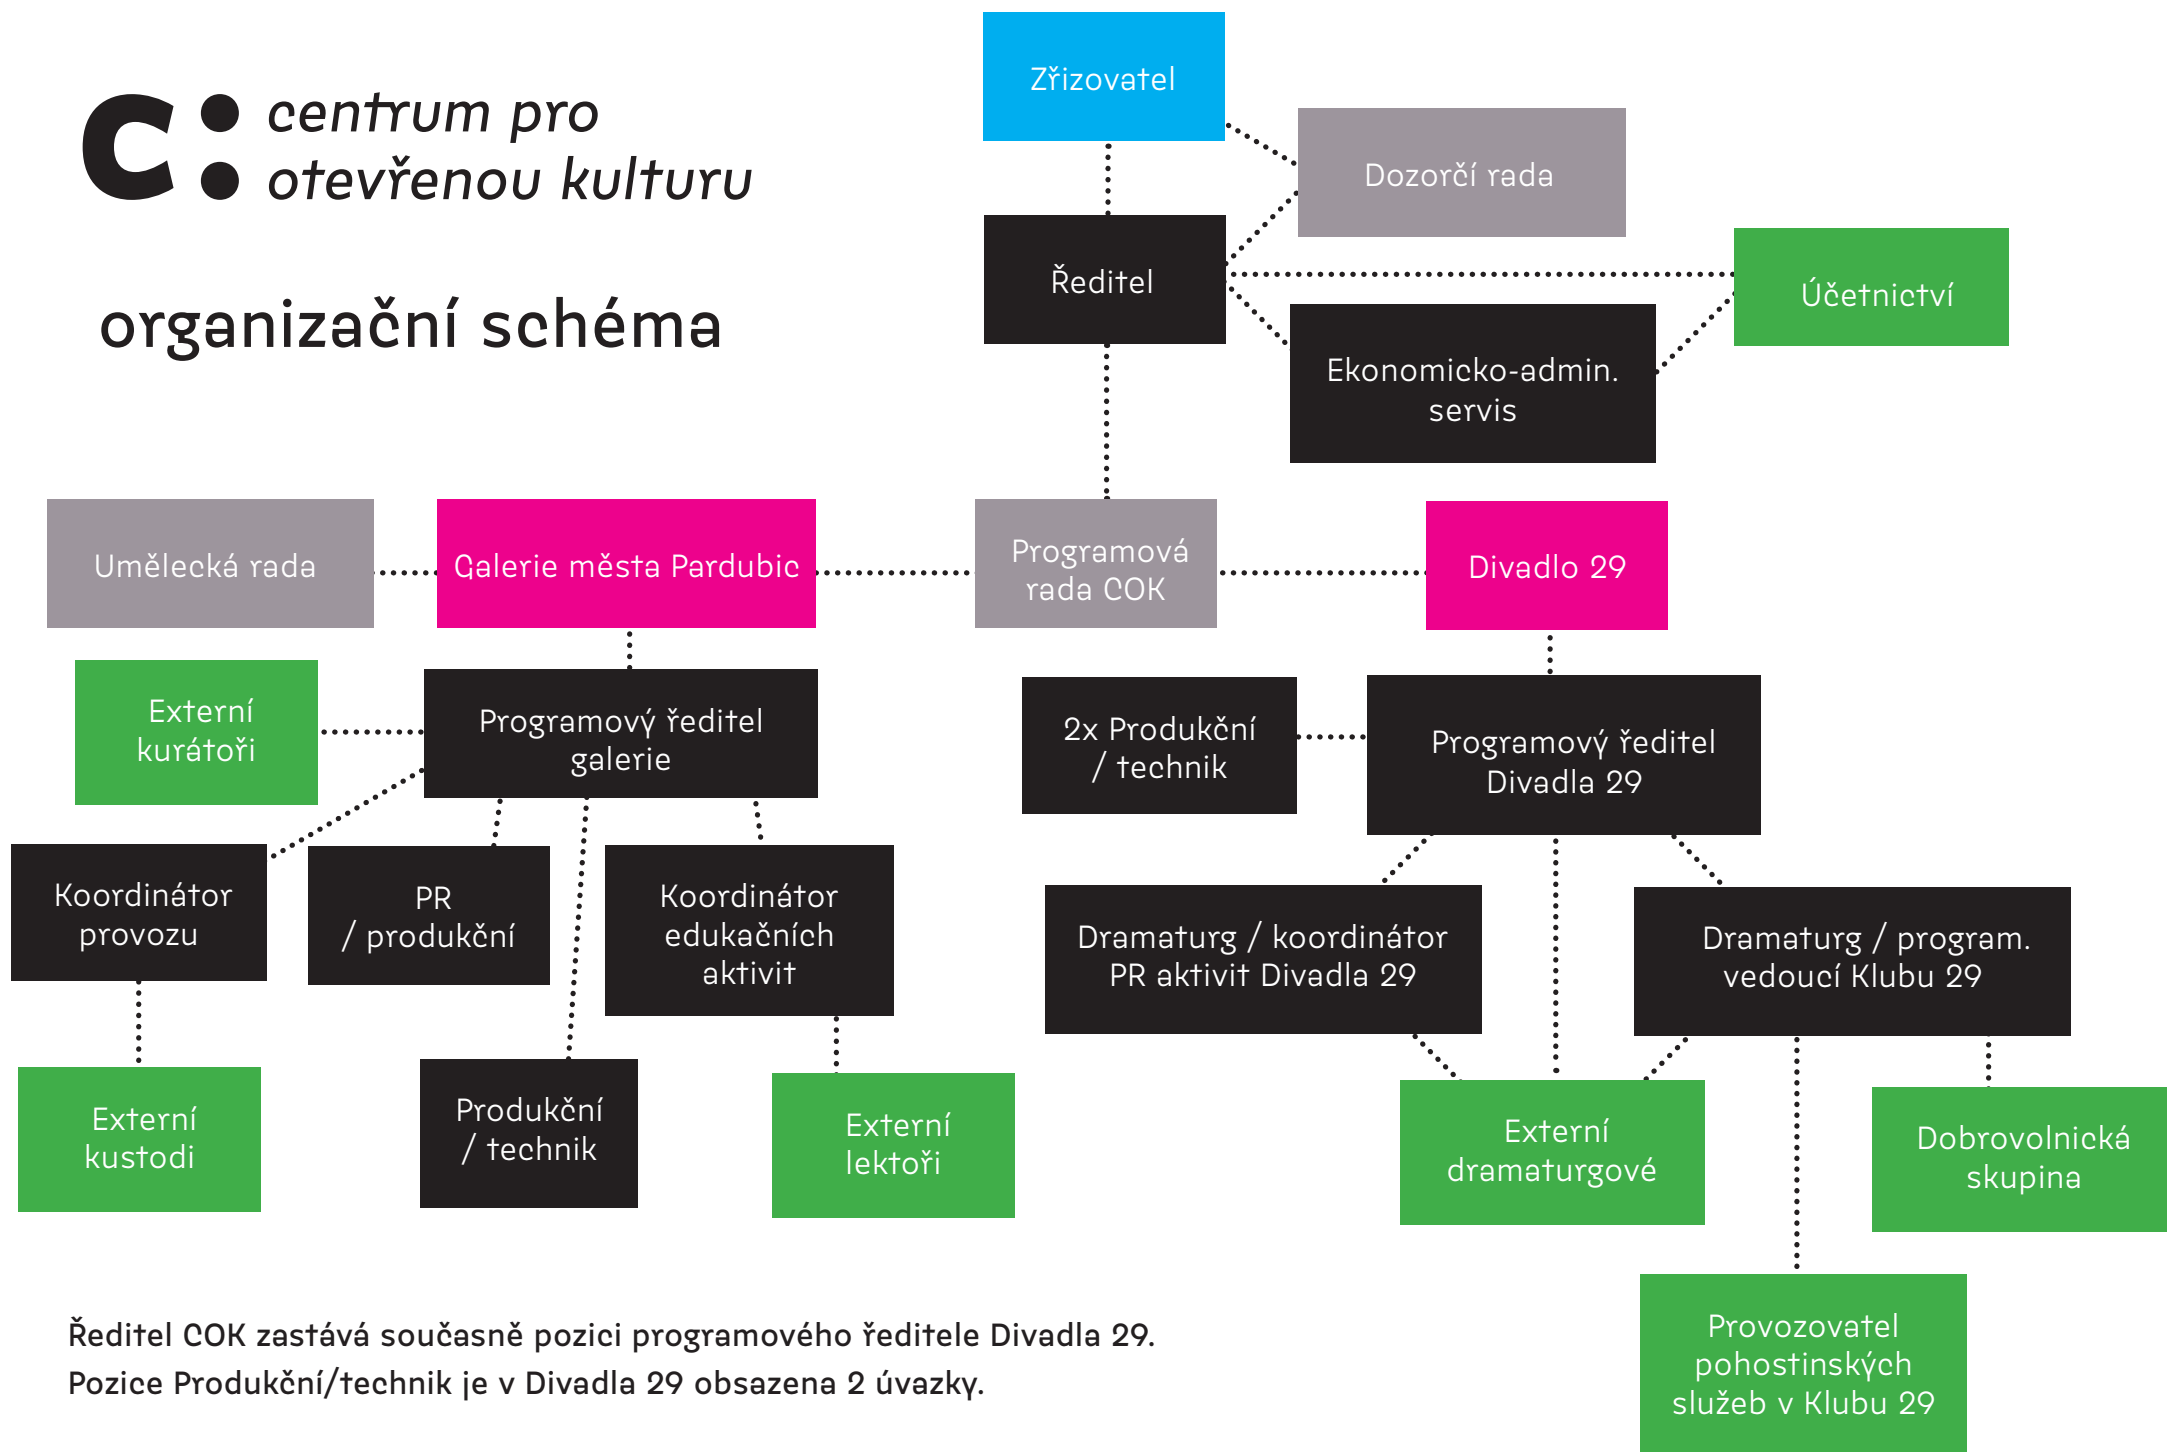 c: centrum pro
otevřenou kulturu
organizační schéma
Zřizovatel
Dozorčí rada
Ředitel
Účetnictví
Ekonomicko-admin.
servis
Umělecká rada
Galerie města Pardubic
Programová
rada COK
Divadlo 29
Externí
kurátoři
Programový ředitel
galerie
2x Produkční
/ technik
Programový ředitel
Divadla 29
Koordinátor
provozu
PR
/ produkční
Koordinátor
edukačních
aktivit
Dramaturg / koordinátor
PR aktivit Divadla 29
Dramaturg / program.
vedoucí Klubu 29
Externí
kustodi
Produkční
/ technik
Externí
lektoři
Externí
dramaturgové
Dobrovolnická
skupina
Provozovatel
pohostinských
služeb v Klubu 29
Ředitel COK zastává současně pozici programového ředitele Divadla 29.
Pozice Produkční/technik je v Divadla 29 obsazena 2 úvazky.